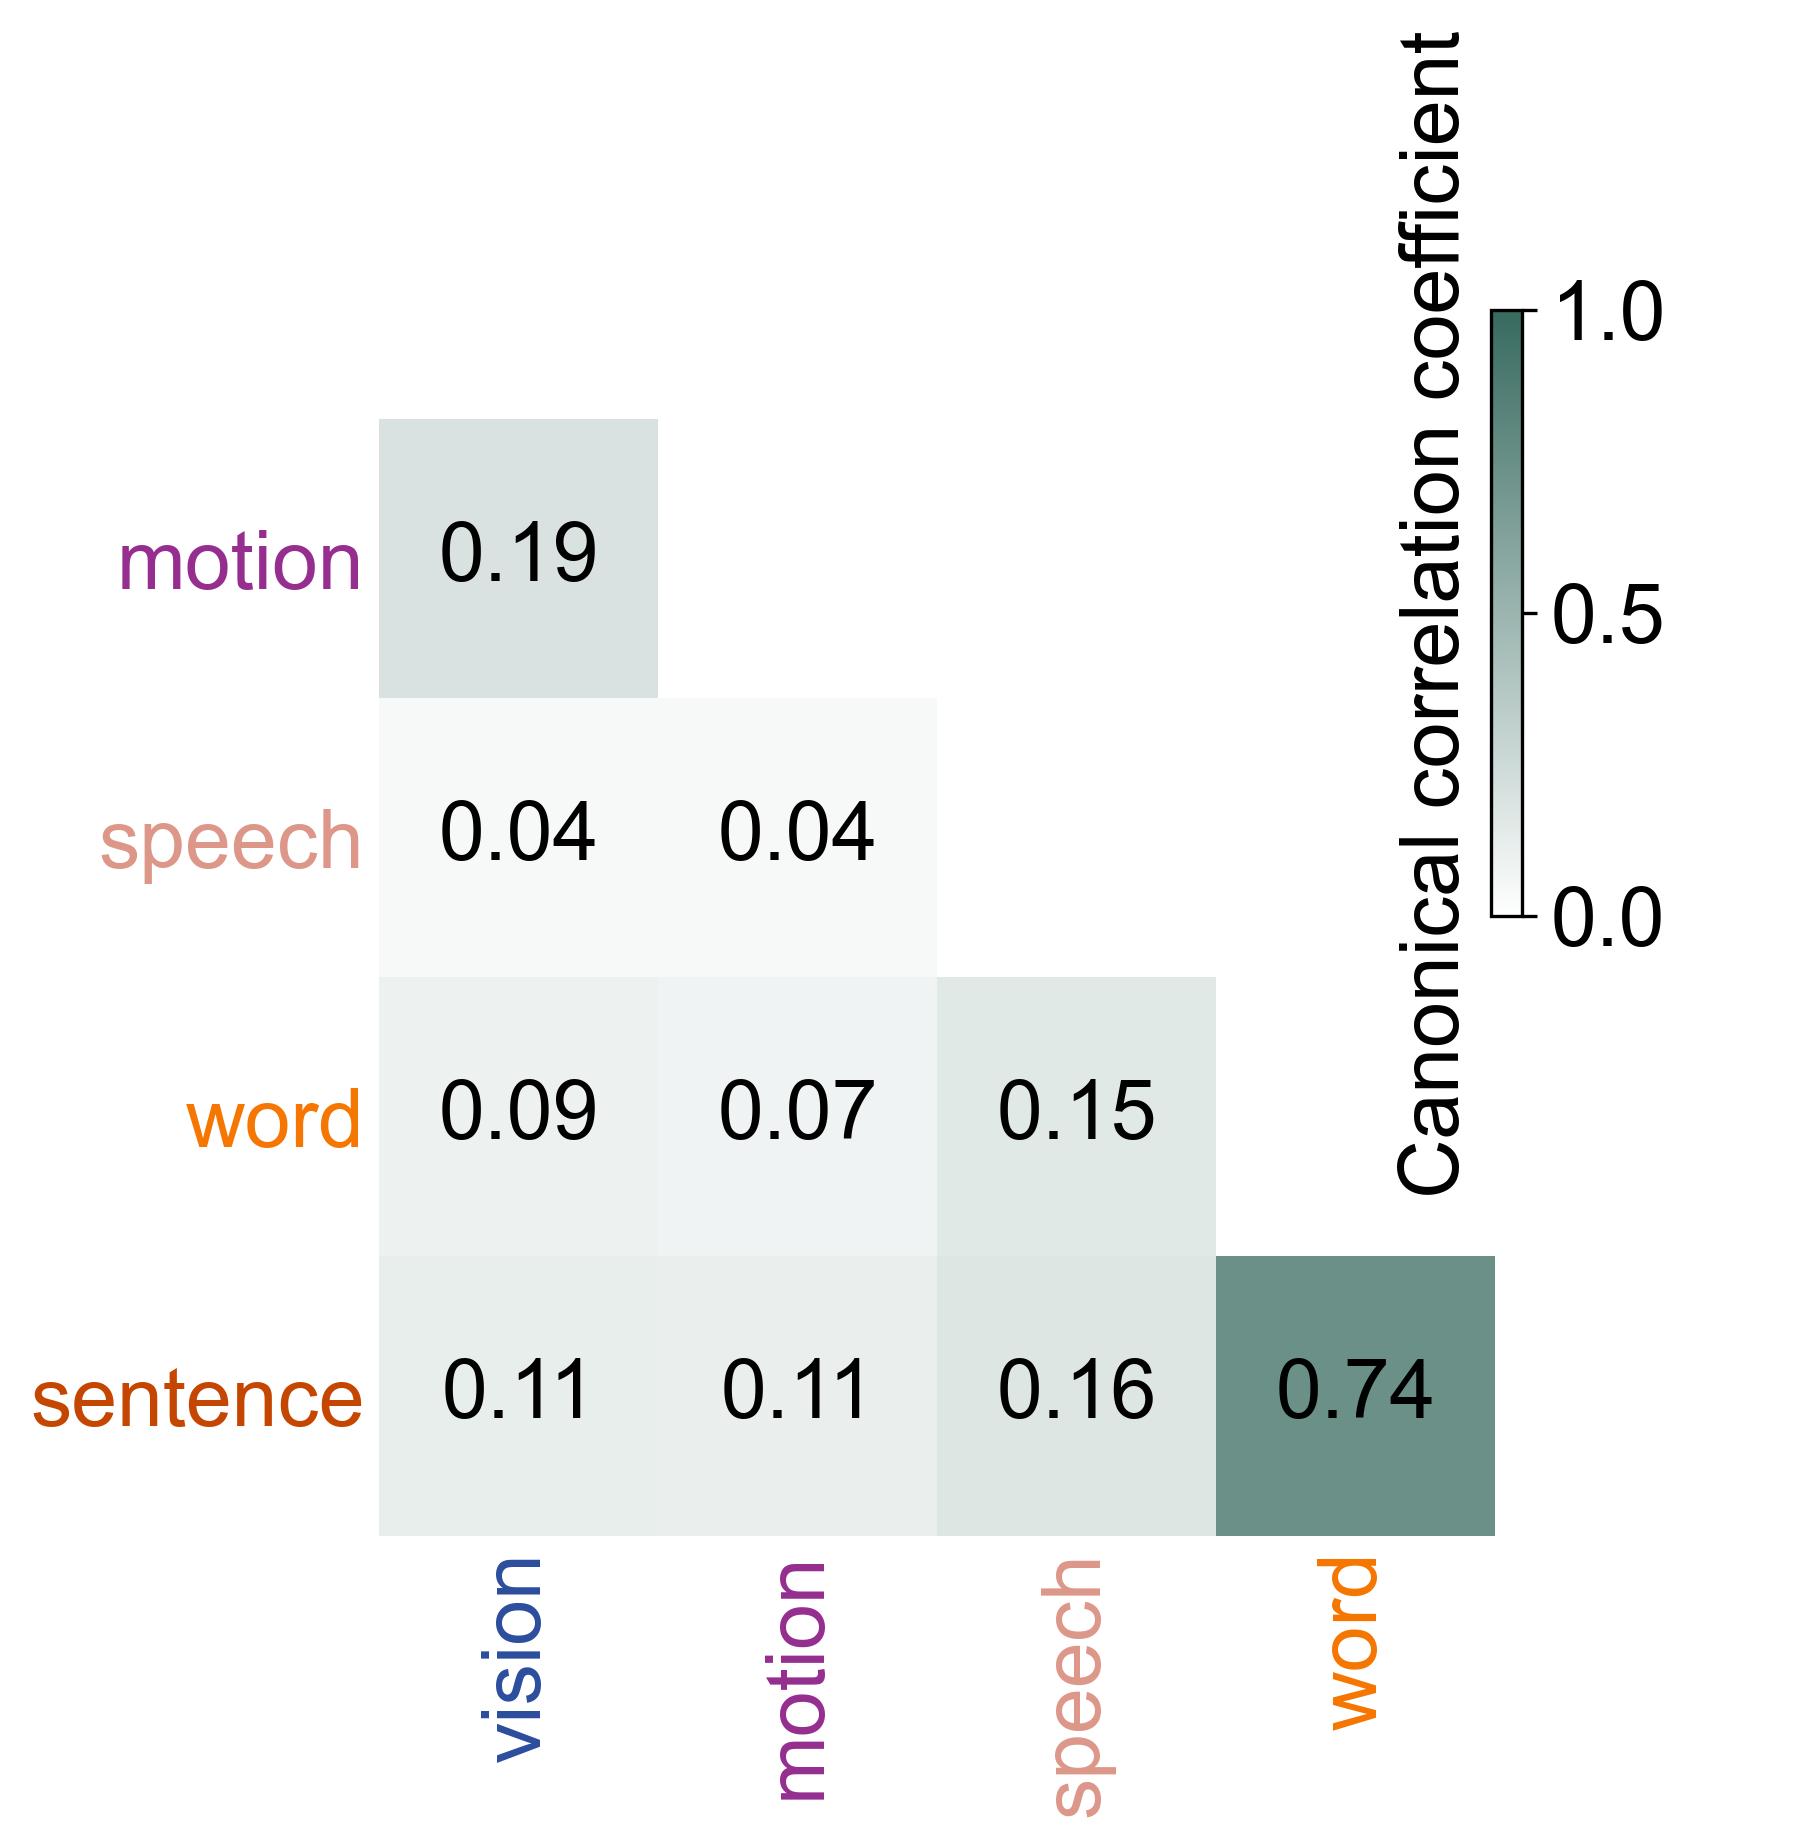 Canonical correlation coefficient
1.0
0.5
0.0
motion 0.19
speech 0.04 0.04
word 0.09 0.07 0.15
sentence 0.11 0.11 0.16 0.74
vision motion speech word